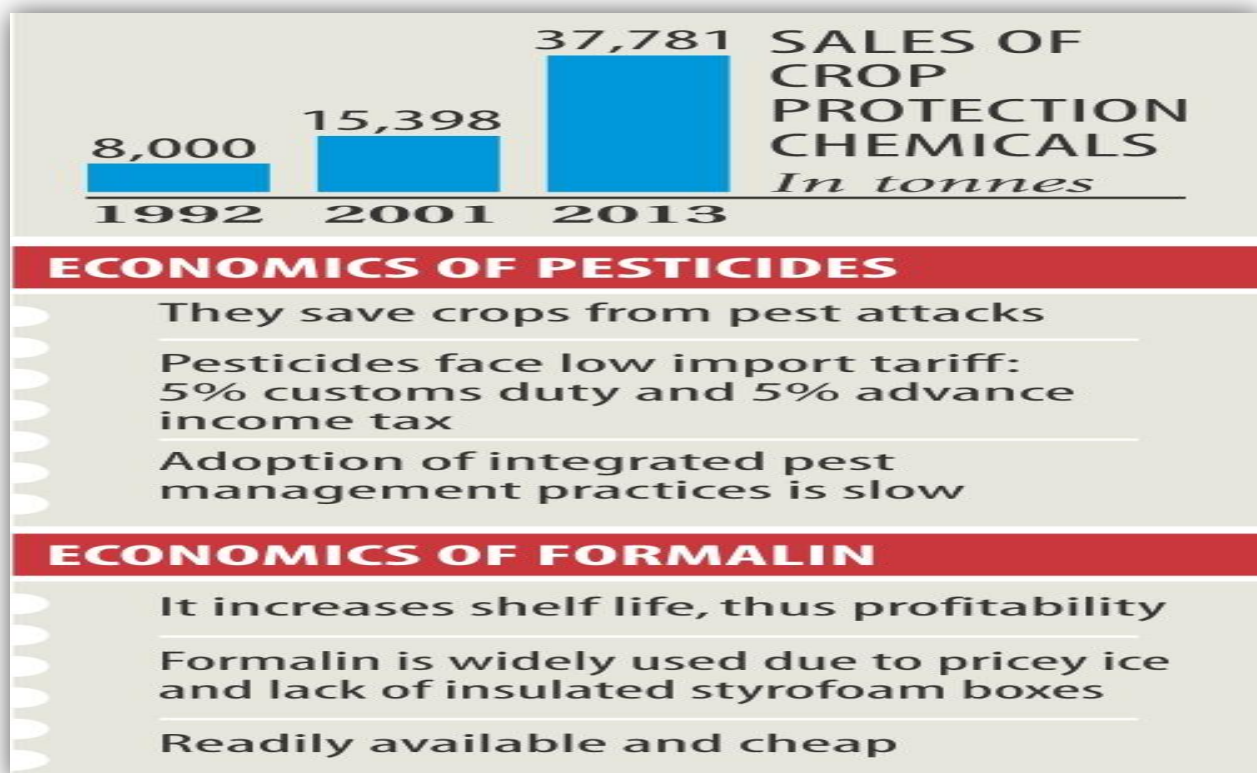 37,781
15,398
8,000
1992 2001 2013
SALES OF
CROP
PROTECTION
CHEMICALS
In tonnes
ECONOMICS OF PESTICIDES
They save crops from pest attacks
Pesticides face low import tariff:
5% customs duty and 5% advance
income tax
Adoption of integrated pest
management practices is slow
ECONOMICS OF FORMALIN
It increases shelf life, thus profitability
Formalin is widely used due to pricey ice
and lack of insulated styrofoam boxes
Readily available and cheap